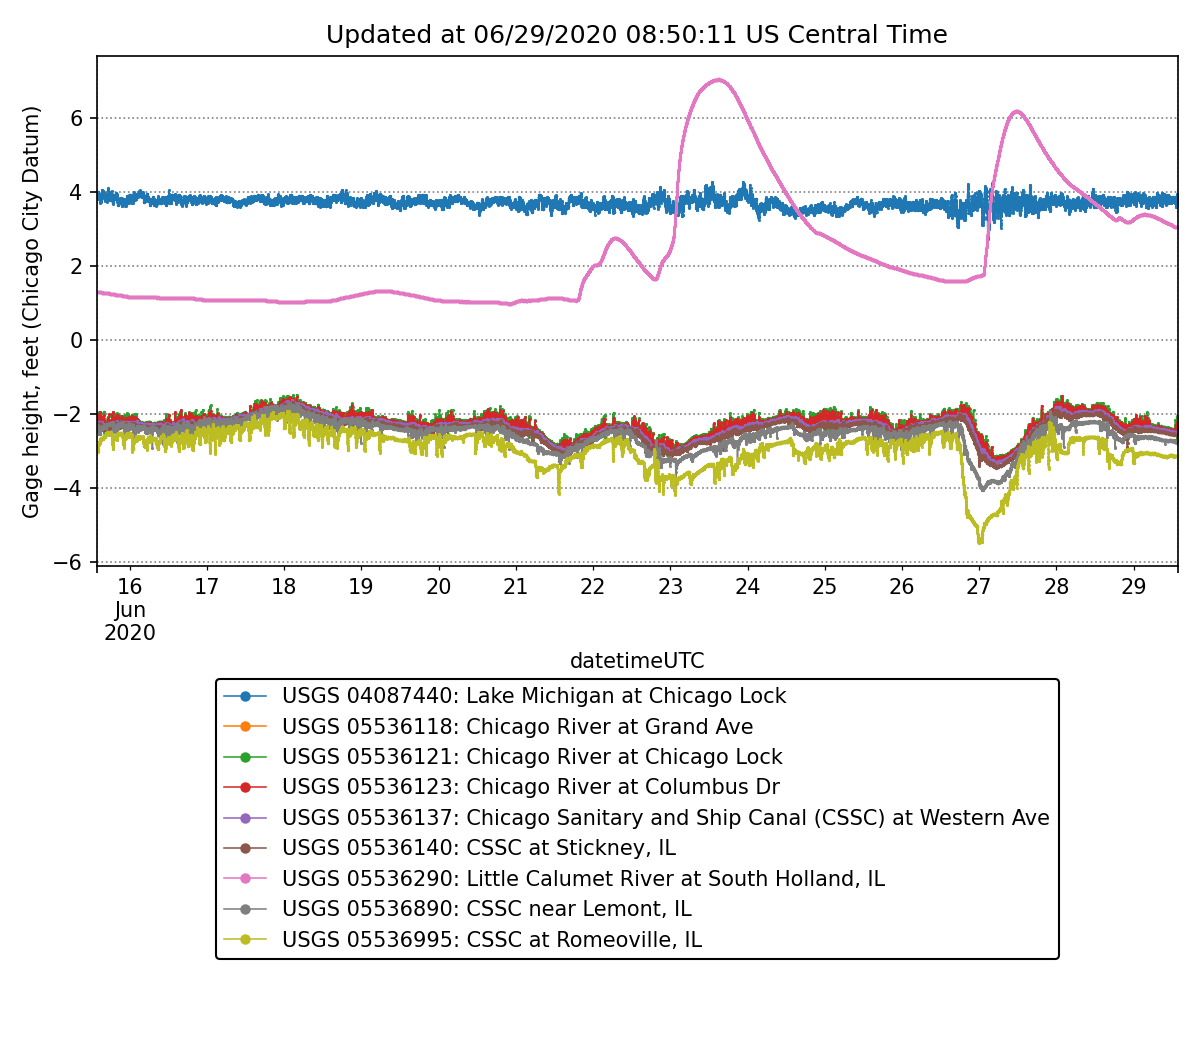 Updated at 06/29/2020 08:50:11 US Central Time
Gage height, feet (Chicago City Datum)
6
4
2
0
−2
−4
−6
16 17 18 19 20 21 22 23 24 25 26 27 28 29
Jun
2020
datetimeUTC
USGS 04087440: Lake Michigan at Chicago Lock
USGS 05536118: Chicago River at Grand Ave
USGS 05536121: Chicago River at Chicago Lock
USGS 05536123: Chicago River at Columbus Dr
USGS 05536137: Chicago Sanitary and Ship Canal (CSSC) at Western Ave
USGS 05536140: CSSC at Stickney, IL
USGS 05536290: Little Calumet River at South Holland, IL
USGS 05536890: CSSC near Lemont, IL
USGS 05536995: CSSC at Romeoville, IL